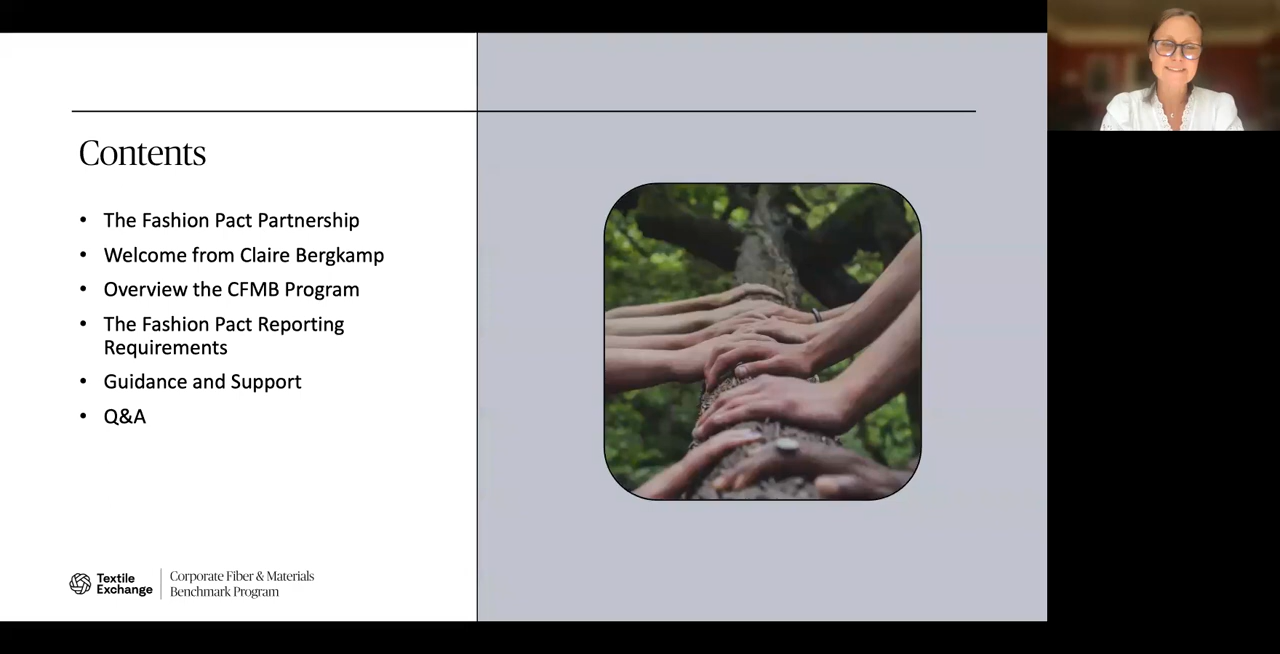 Contents
• The Fashion Pact Partnership
• Welcome from Claire Bergkamp
• Overview the CFMB Program
• The Fashion Pact Reporting
Requirements
• Guidance and Support
• Q&A
Textile
Exchange
Corporate Fiber & Materials
Benchmark Program